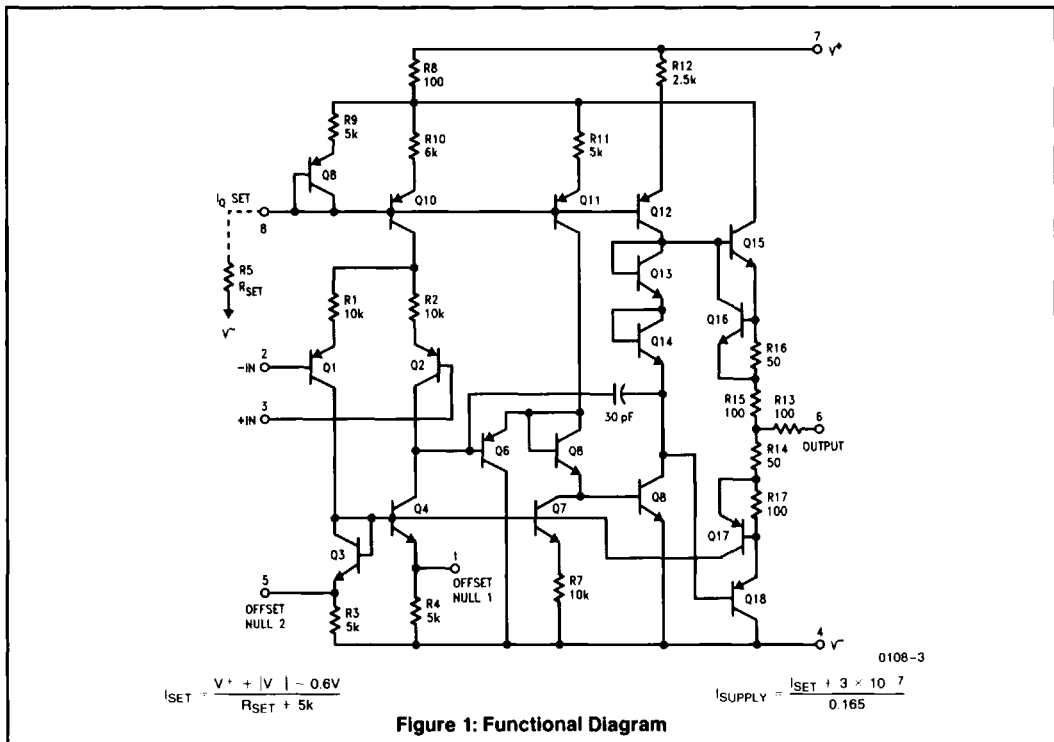 7
V+
R8
100
R12
2.5k
R9
5k
R10
6k
R11
5k
Q8
IQ SET
8
Q10
Q11
Q12
Q15
R5
RSET
V−
Q13
R1
10k
R2
10k
Q16
Q14
R16
50
2
−IN
Q1
Q2
3
+IN
30 pF
R15
100
R13
100
6
OUTPUT
Q6
Q6
R14
50
R17
100
Q4
Q7
Q8
Q17
Q3
1
OFFSET
NULL 1
R7
10k
Q18
5
OFFSET
NULL 2
R3
5k
R4
5k
4
V−
0108-3
ISET = V+ + |V | − 0.6V
RSET + 5k
ISUPPLY = ISET + 3 × 10 7
0.165
Figure 1: Functional Diagram